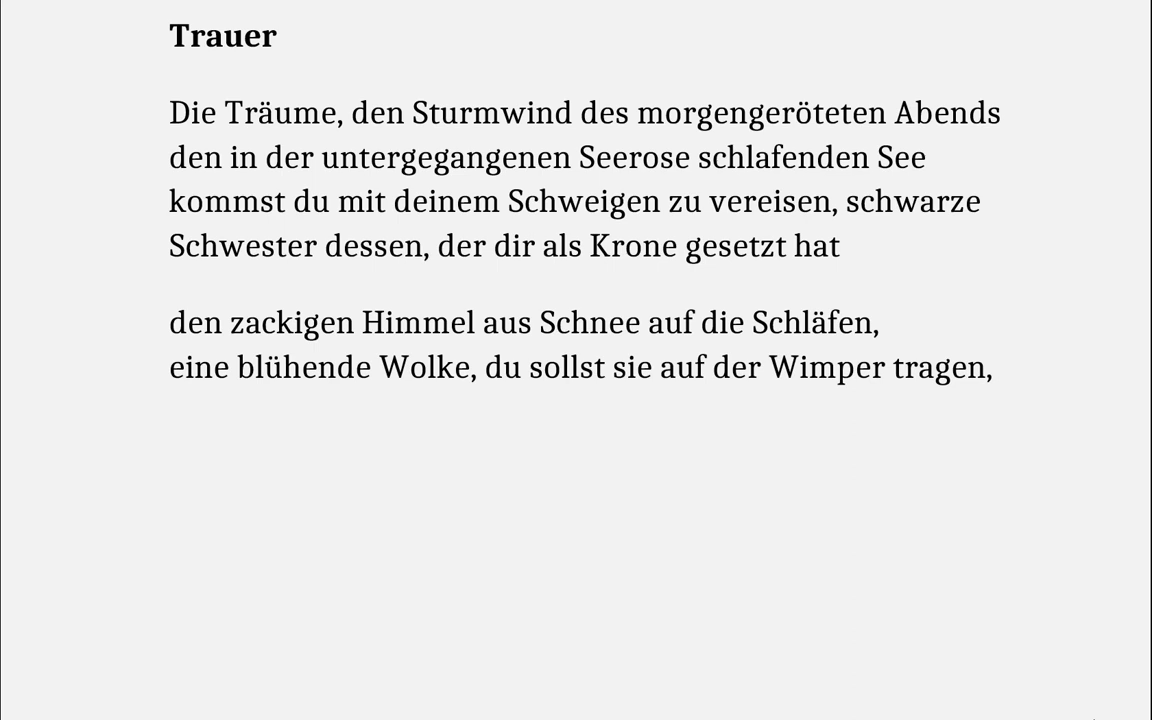 Trauer
Die Träume, den Sturmwind des morgengeröteten Abends
den in der untergegangenen Seerose schlafenden See
kommst du mit deinem Schweigen zu vereisen, schwarze
Schwester dessen, der dir als Krone gesetzt hat
den zackigen Himmel aus Schnee auf die Schläfen,
eine blühende Wolke, du sollst sie auf der Wimper tragen,